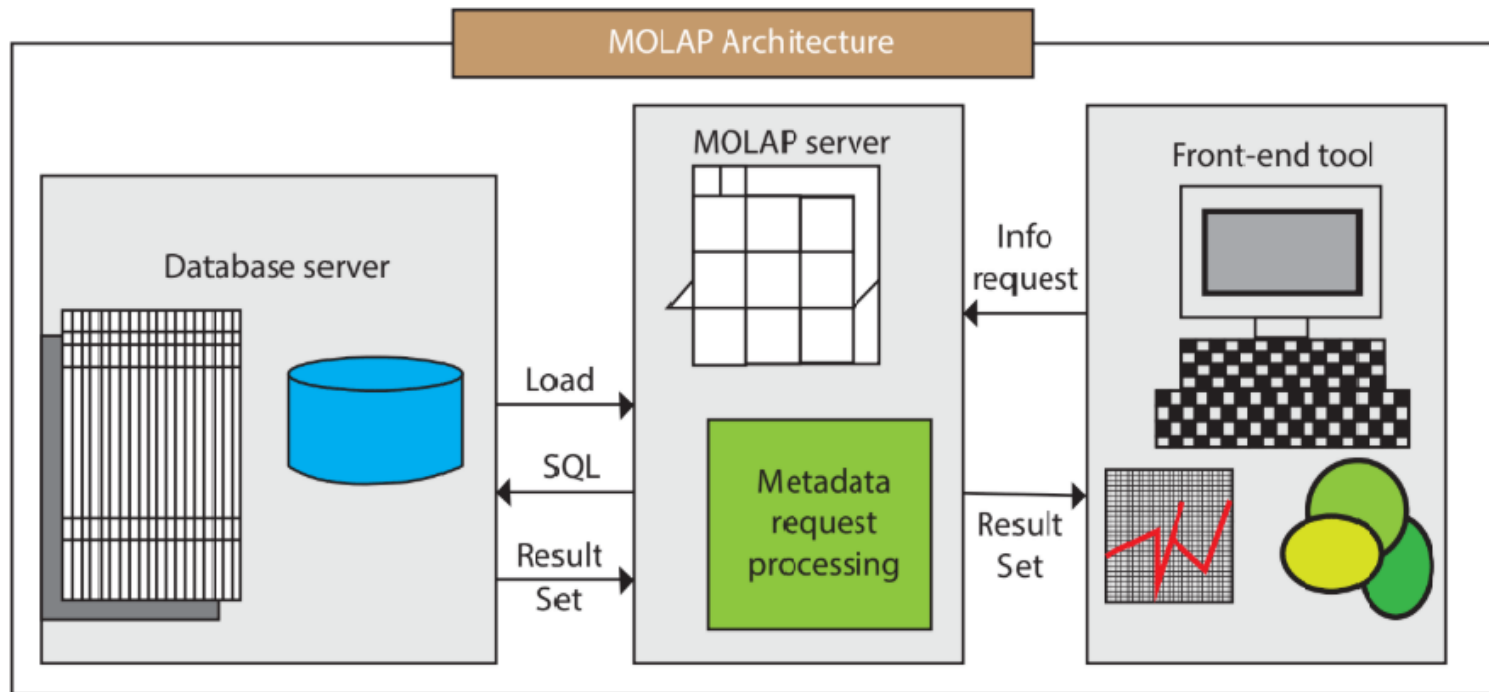 MOLAP Architecture
Database server
Load
SQL
Result
Set
MOLAP server
Metadata
request
processing
Info
request
Result
Set
Front-end tool